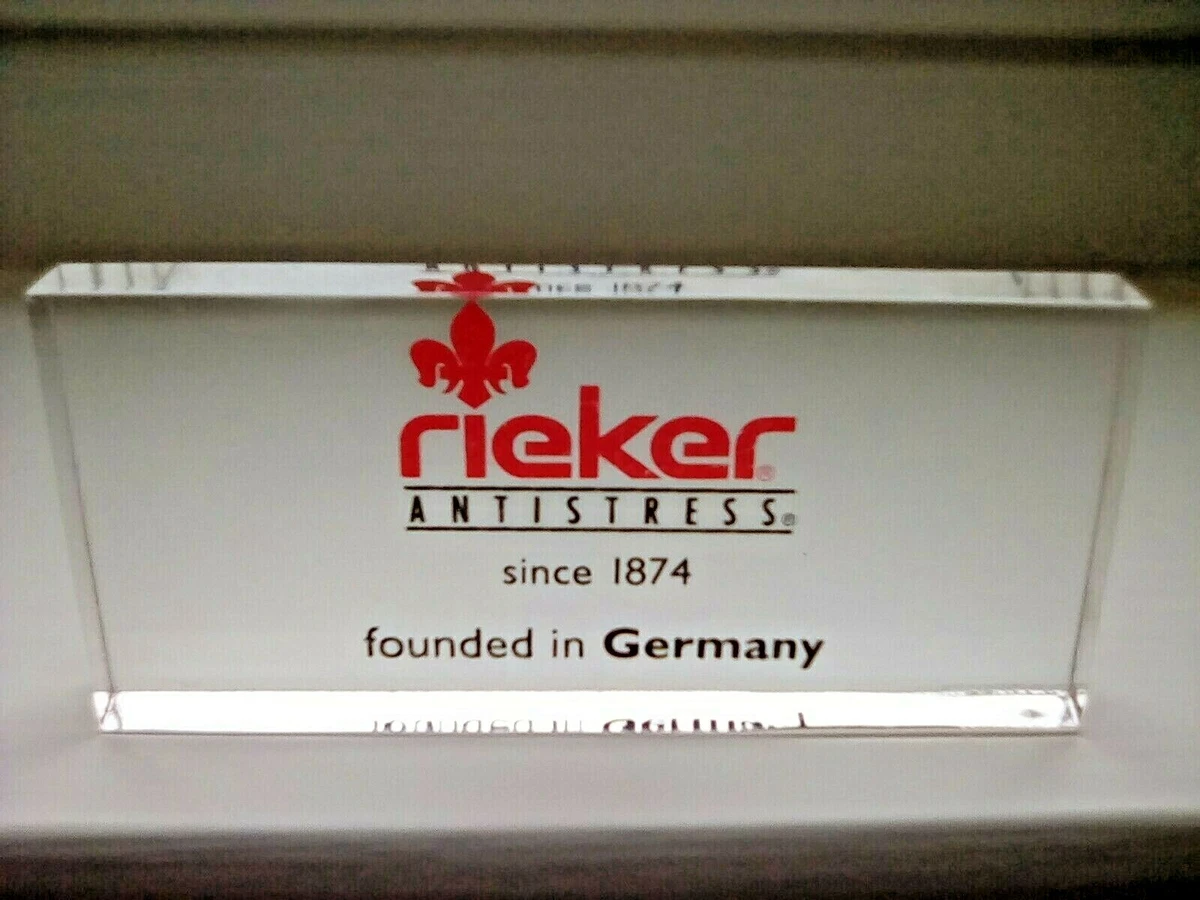 rieker®
ANTISTRESS®
since 1874
founded in Germany